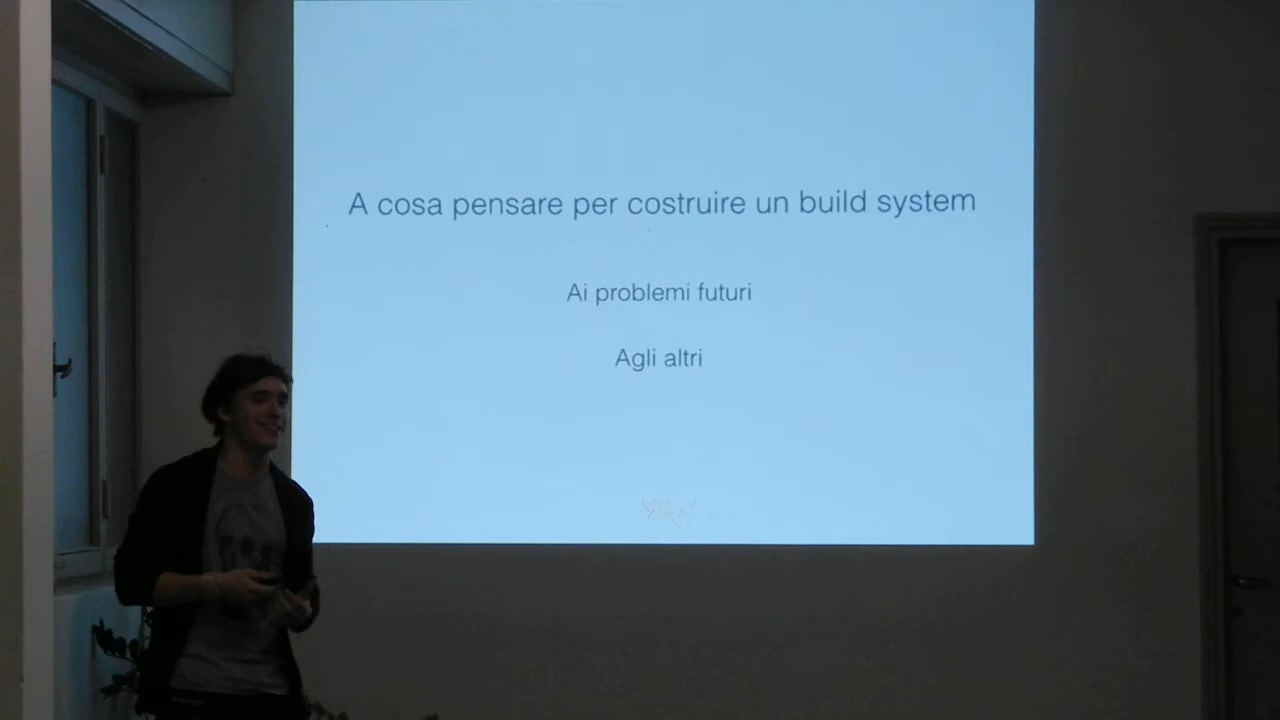 A cosa pensare per costruire un build system
Ai problemi futuri
Agli altri